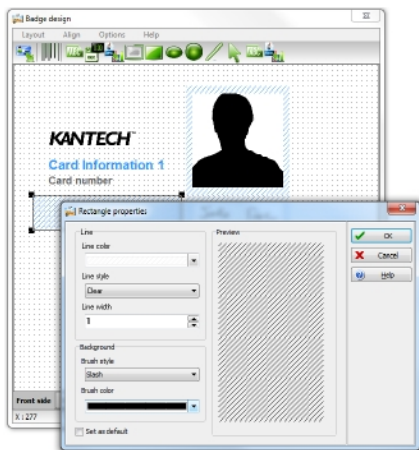 Badge design
Layout Align Options Help
KANTECH
Card Information 1
Card number
Rectangle properties
Line
Line color
Line style
Clear
Line width
1
Background
Brush style
Slash
Brush color
Set as default
Preview
OK
Cancel
Help
Front side
X : 277